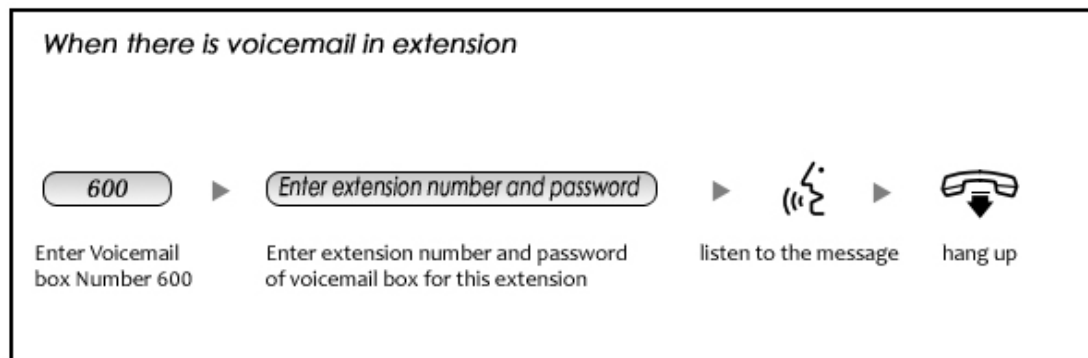 When there is voicemail in extension
600
Enter extension number and password
Enter Voicemail
box Number 600
Enter extension number and password
of voicemail box for this extension
listen to the message
hang up